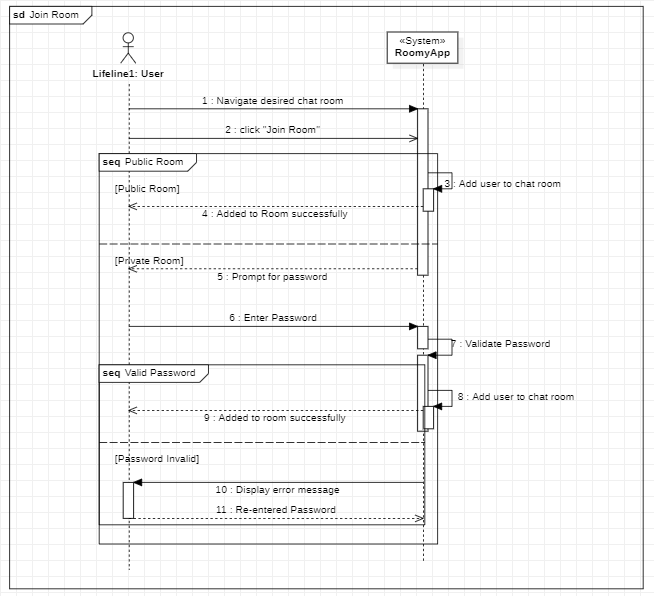 sd Join Room
«System»
RoomyApp
Lifeline1: User
1 : Navigate desired chat room
2 : click "Join Room"
seq Public Room
[Public Room]
3 : Add user to chat room
4 : Added to Room successfully
[Private Room]
5 : Prompt for password
6 : Enter Password
7 : Validate Password
seq Valid Password
8 : Add user to chat room
9 : Added to room successfully
[Password Invalid]
10 : Display error message
11 : Re-entered Password